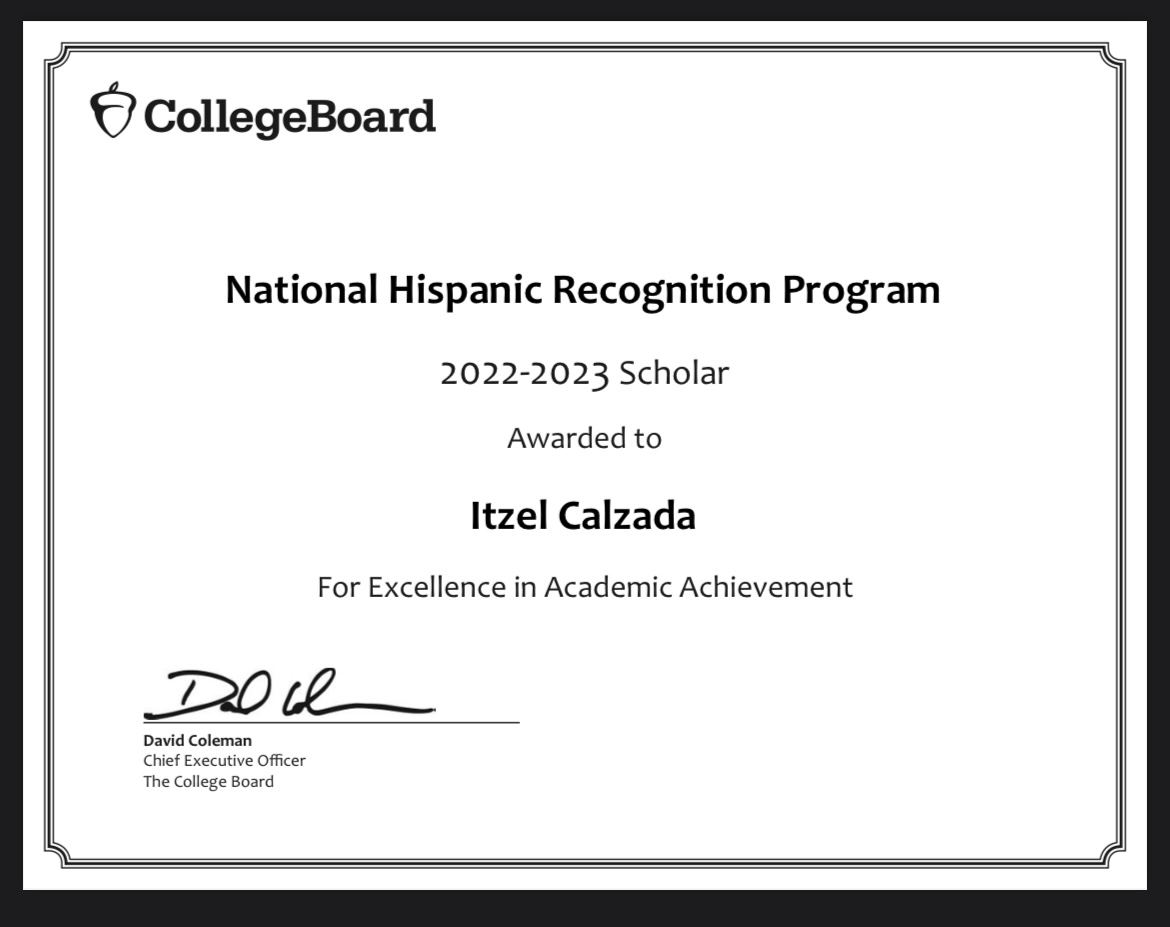 CollegeBoard
National Hispanic Recognition Program
2022-2023 Scholar
Awarded to
Itzel Calzada
For Excellence in Academic Achievement
David Coleman
Chief Executive Officer
The College Board